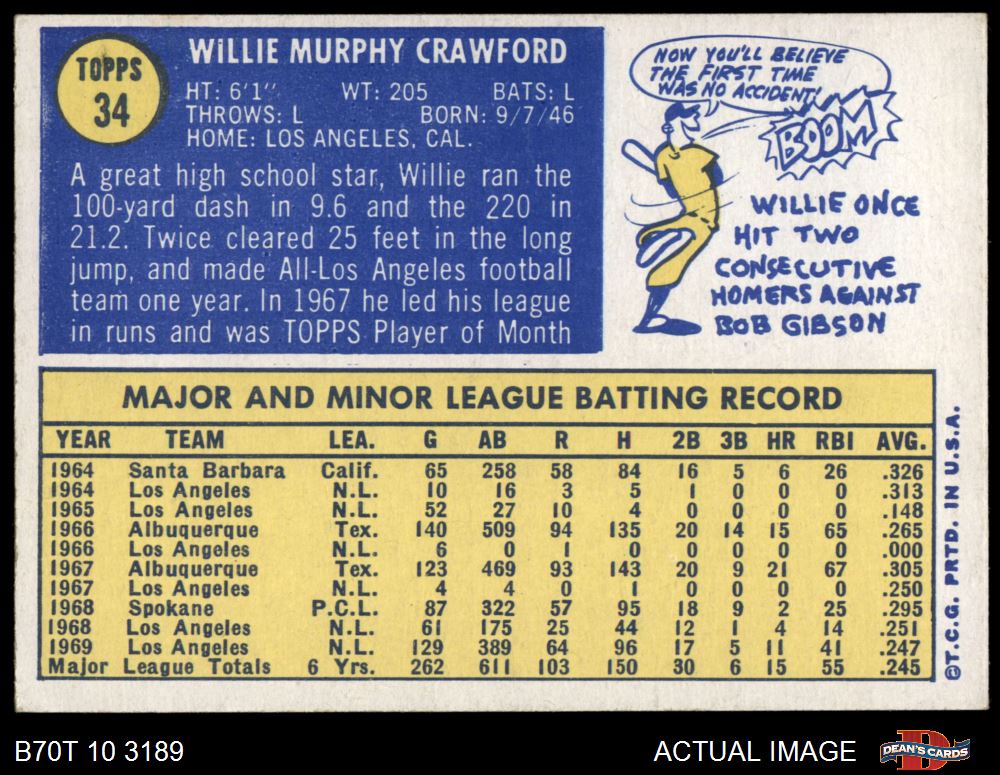 TOPPS
34
WILLIE MURPHY CRAWFORD
HT: 6'1" WT: 205 BATS: L
THROWS: L BORN: 9/7/46
HOME: LOS ANGELES, CAL.
A great high school star, Willie ran the
100-yard dash in 9.6 and the 220 in
21.2. Twice cleared 25 feet in the long
jump, and made All-Los Angeles football
team one year. In 1967 he led his league
in runs and was TOPPS Player of Month
NOW YOU'LL BELIEVE
THE FIRST TIME
WAS NO ACCIDENT!
BOOM
WILLIE ONCE
HIT TWO
CONSECUTIVE
HOMERS AGAINST
BOB GIBSON
MAJOR AND MINOR LEAGUE BATTING RECORD
YEAR TEAM LEA. G AB R H 2B 3B HR RBI AVG.
1964 Santa Barbara Calif. 65 258 58 84 16 5 6 26 .326
1964 Los Angeles N.L. 10 16 3 5 1 0 0 0 .313
1965 Los Angeles N.L. 52 27 10 4 0 0 0 0 .148
1966 Albuquerque Tex. 140 509 94 135 20 14 15 65 .265
1966 Los Angeles N.L. 6 0 1 0 0 0 0 0 .000
1967 Albuquerque Tex. 123 469 93 143 20 9 21 67 .305
1967 Los Angeles N.L. 4 4 0 1 0 0 0 0 .250
1968 Spokane P.C.L. 87 322 57 95 18 9 2 25 .295
1968 Los Angeles N.L. 61 175 25 44 12 1 4 14 .251
1969 Los Angeles N.L. 129 389 64 96 17 5 11 41 .247
Major League Totals 6 Yrs. 262 611 103 150 30 6 15 55 .245
©T.C.G. PRTD. IN U.S.A.
B70T 10 3189
ACTUAL IMAGE
D
DEAN'S CARDS